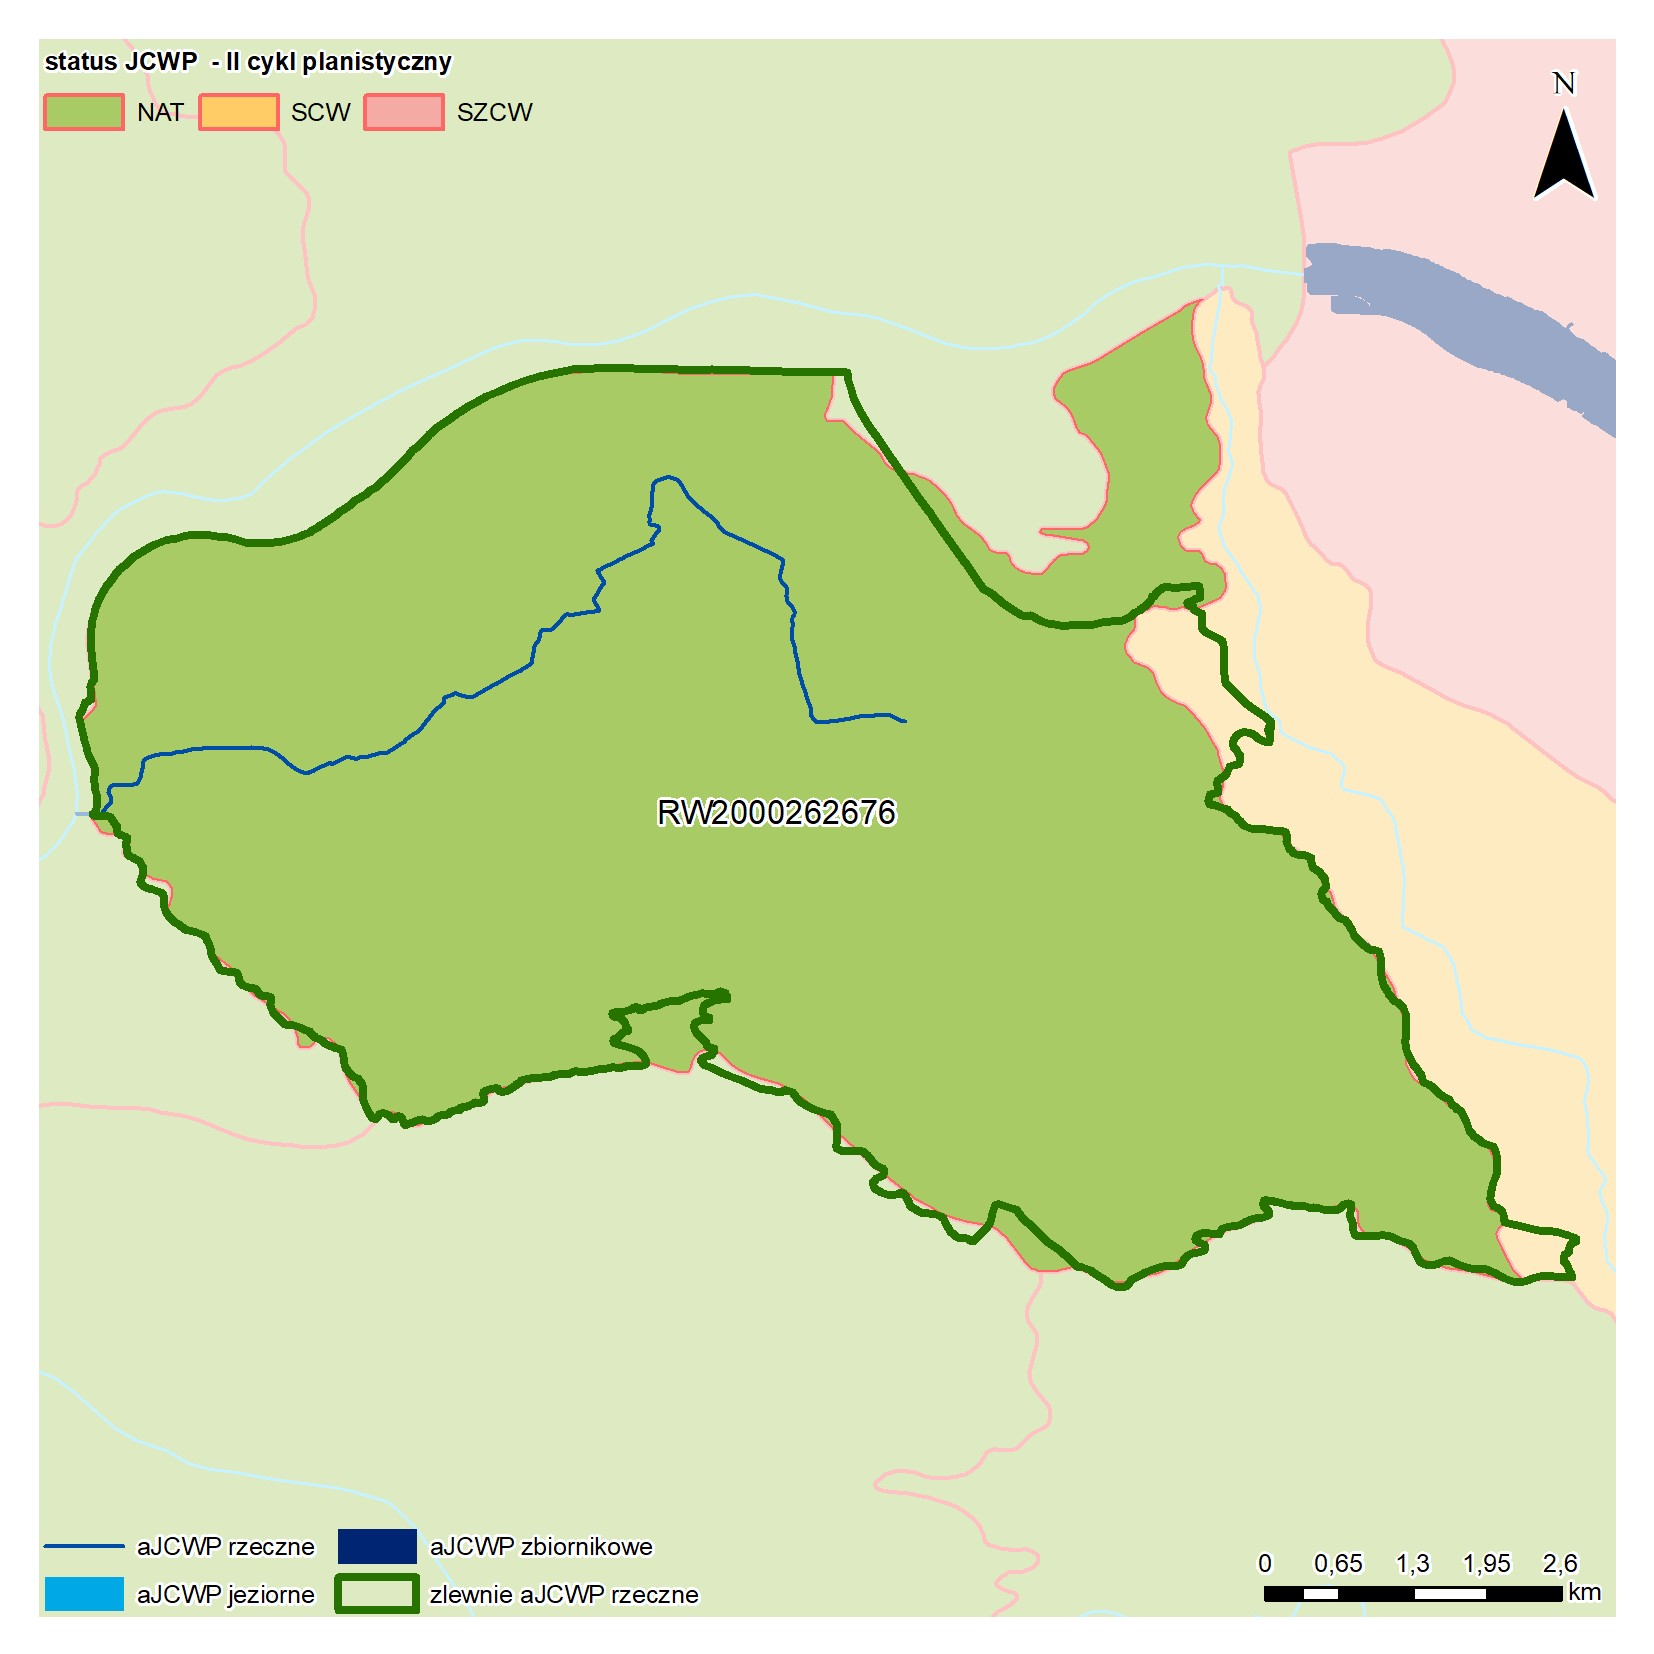 status JCWP - II cykl planistyczny
NAT SCW SZCW
N
RW2000262676
aJCWP rzeczne aJCWP zbiornikowe
aJCWP jeziorne zlewnie aJCWP rzeczne
0 0,65 1,3 1,95 2,6
km